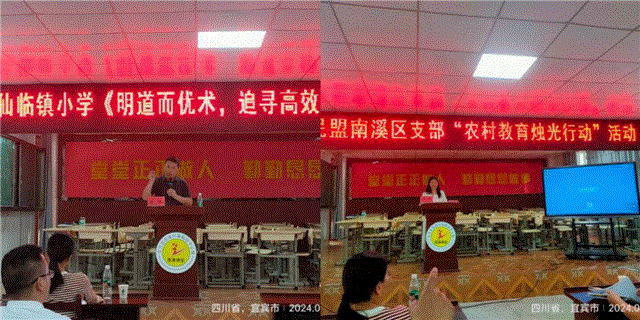 仙临镇小学《明道而优术，追寻高效
堂堂正正做人 勤勤恳恳
四川省，宜宾市 | 2024.0
民盟南溪区支部“农村教育烛光行动”活动
堂堂正正做人 勤勤恳恳做事
四川省，宜宾市 | 2024.0